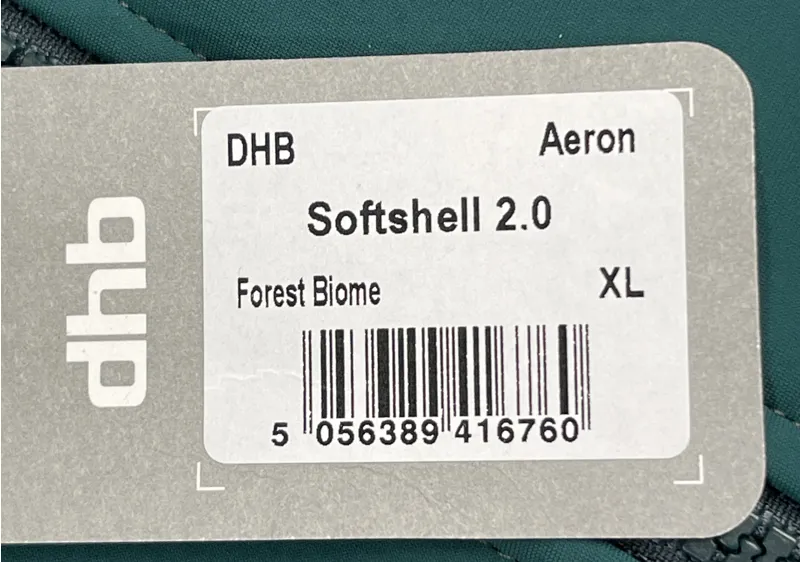 dhb
DHB Aeron
Softshell 2.0
Forest Biome XL
5 056389 416760